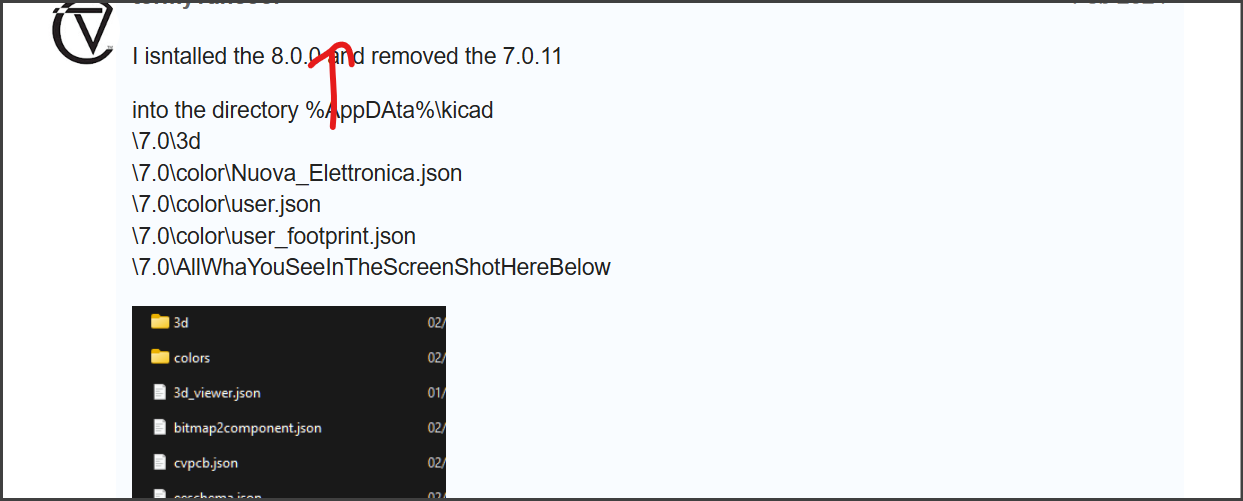 I isntalled the 8.0.0 and removed the 7.0.11
into the directory %AppDAta%\kicad
\7.0\3d
\7.0\color\Nuova_Elettronica.json
\7.0\color\user.json
\7.0\color\user_footprint.json
\7.0\AllWhaYouSeeInTheScreenShotHereBelow
3d 02/
colors 02/
3d_viewer.json 01/
bitmap2component.json 02/
cvpcb.json 02/
eeschema.json 02/